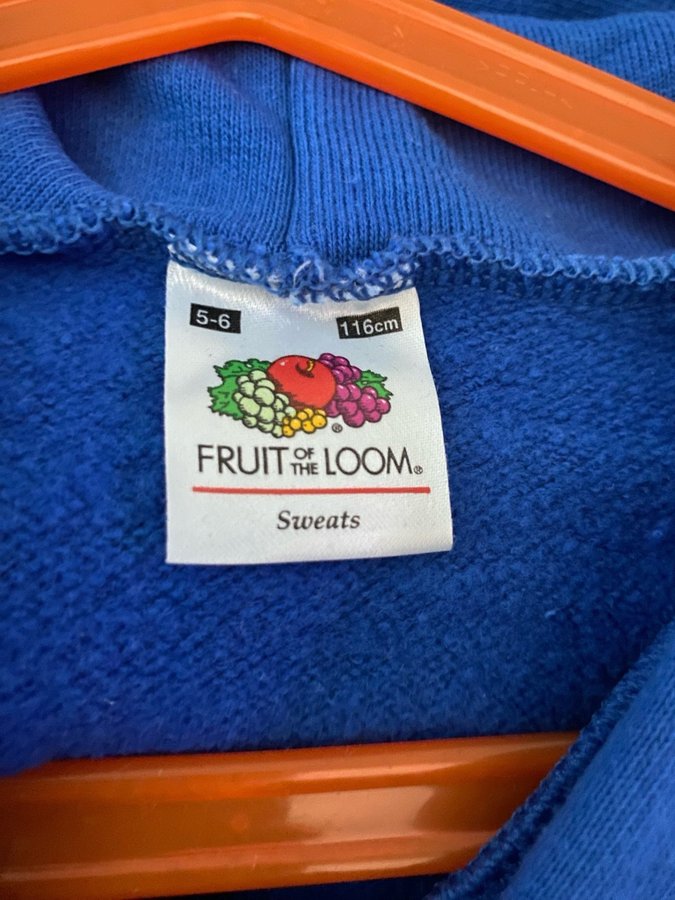 5-6 116cm
®
FRUIT OF THE LOOM®
Sweats